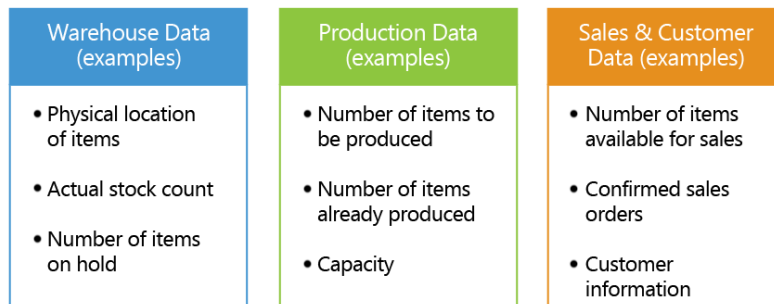 Warehouse Data
(examples)
• Physical location
of items
• Actual stock count
• Number of items
on hold
Production Data
(examples)
• Number of items to
be produced
• Number of items
already produced
• Capacity
Sales & Customer
Data (examples)
• Number of items
available for sales
• Confirmed sales
orders
• Customer
information